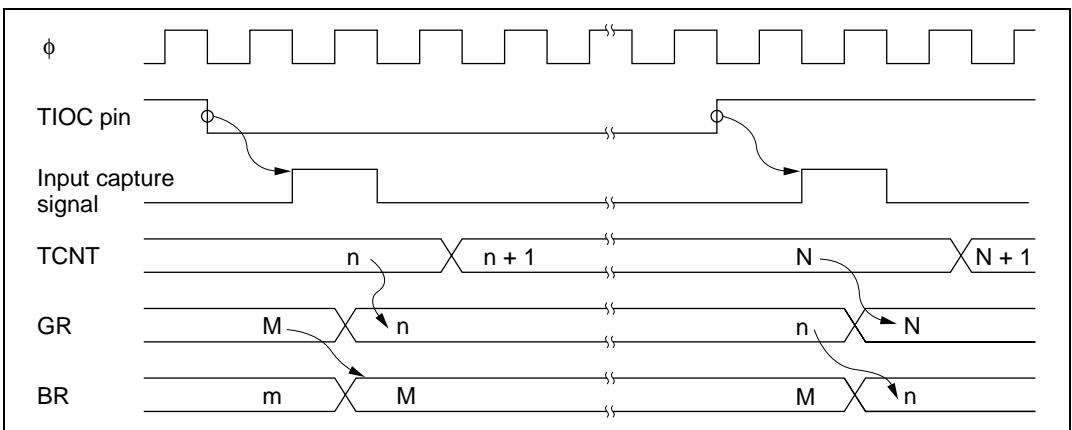 ϕ
TIOC pin
Input capture
signal
TCNT n n + 1 N N + 1
GR M n n N
BR m M M n